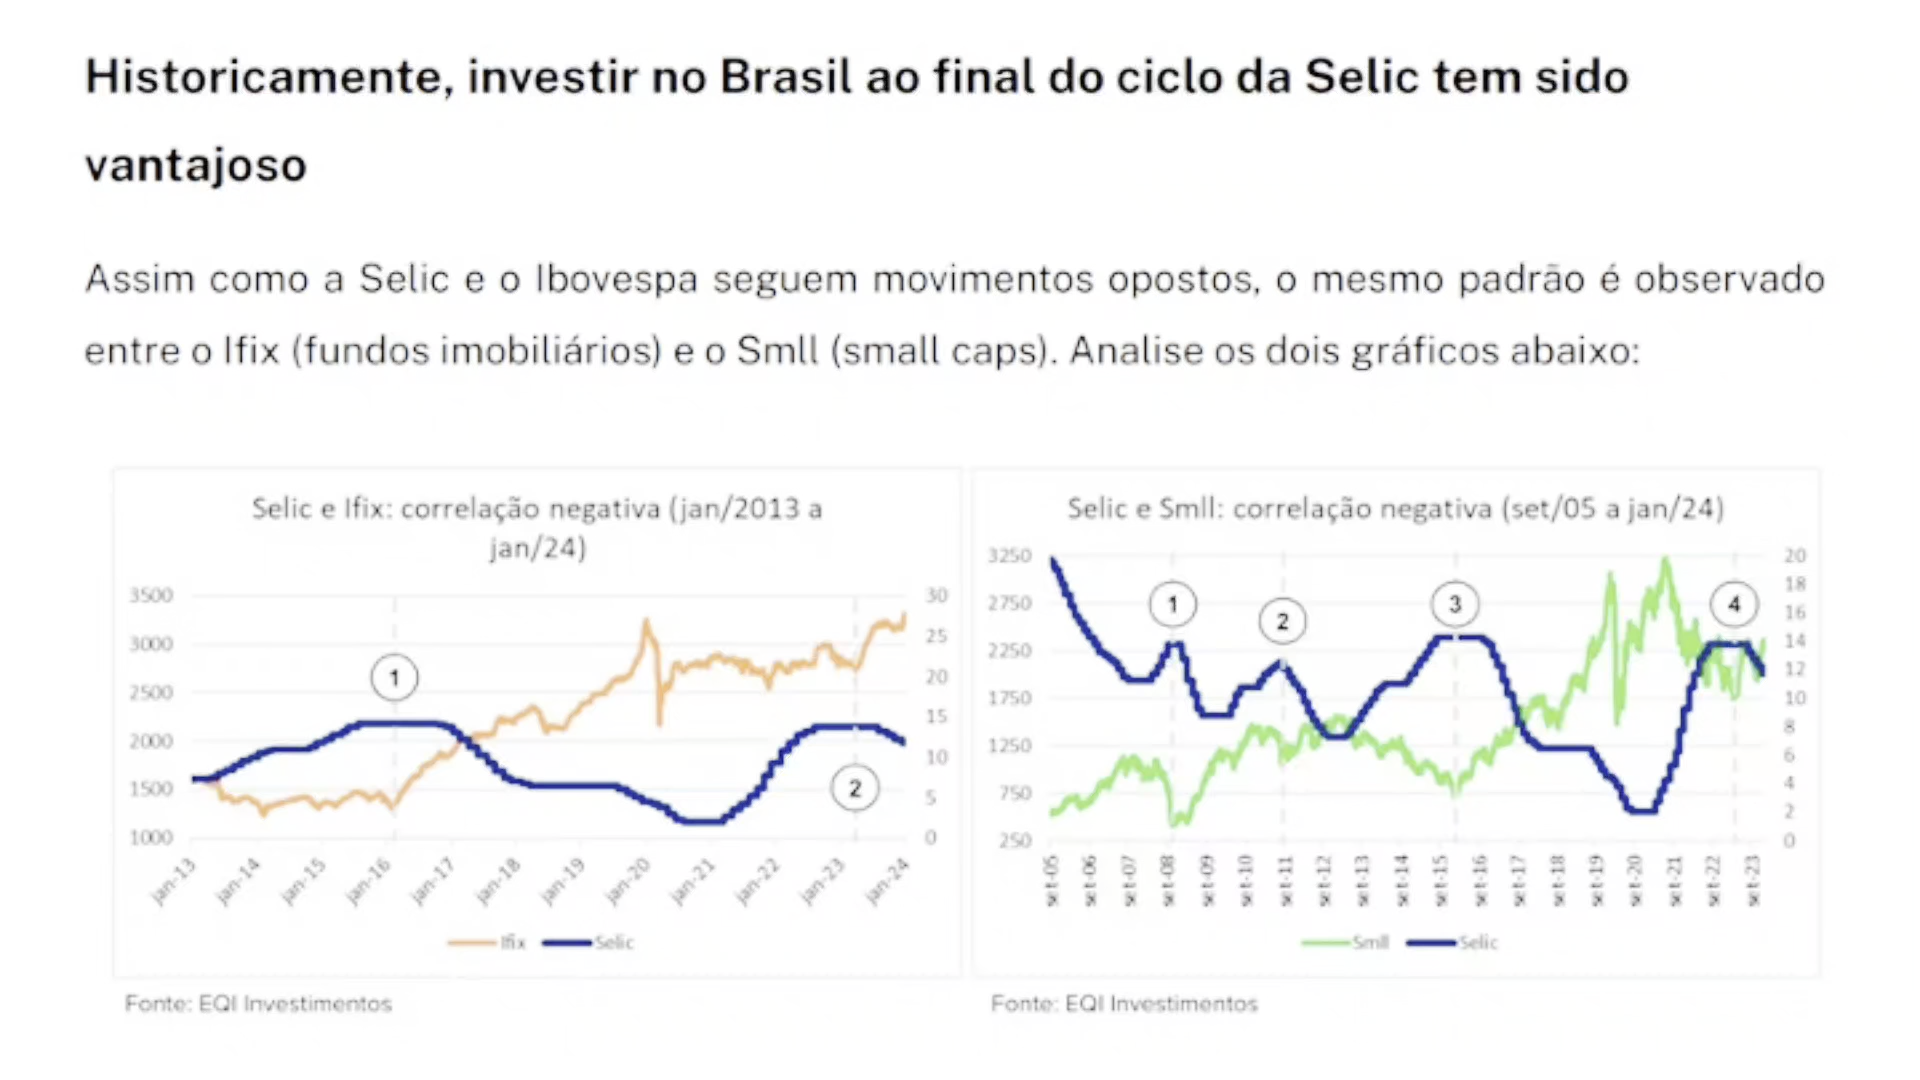 Historicamente, investir no Brasil ao final do ciclo da Selic tem sido
vantajoso
Assim como a Selic e o Ibovespa seguem movimentos opostos, o mesmo padrão é observado
entre o Ifix (fundos imobiliários) e o Smll (small caps). Analise os dois gráficos abaixo:
Selic e Ifix: correlação negativa (jan/2013 a
jan/24)
3500
3000
2500
2000
1500
1000
30
25
20
15
10
5
0
1
2
jan-13
jan-14
jan-15
jan-16
jan-17
jan-18
jan-19
jan-20
jan-21
jan-22
jan-23
jan-24
Ifix
Selic
Fonte: EQI Investimentos
Selic e Smll: correlação negativa (set/05 a jan/24)
3250
2750
2250
1750
1250
750
250
20
18
16
14
12
10
8
6
4
2
0
1
2
3
4
set-05
set-06
set-07
set-08
set-09
set-10
set-11
set-12
set-13
set-14
set-15
set-16
set-17
set-18
set-19
set-20
set-21
set-22
set-23
Smll
Selic
Fonte: EQI Investimentos